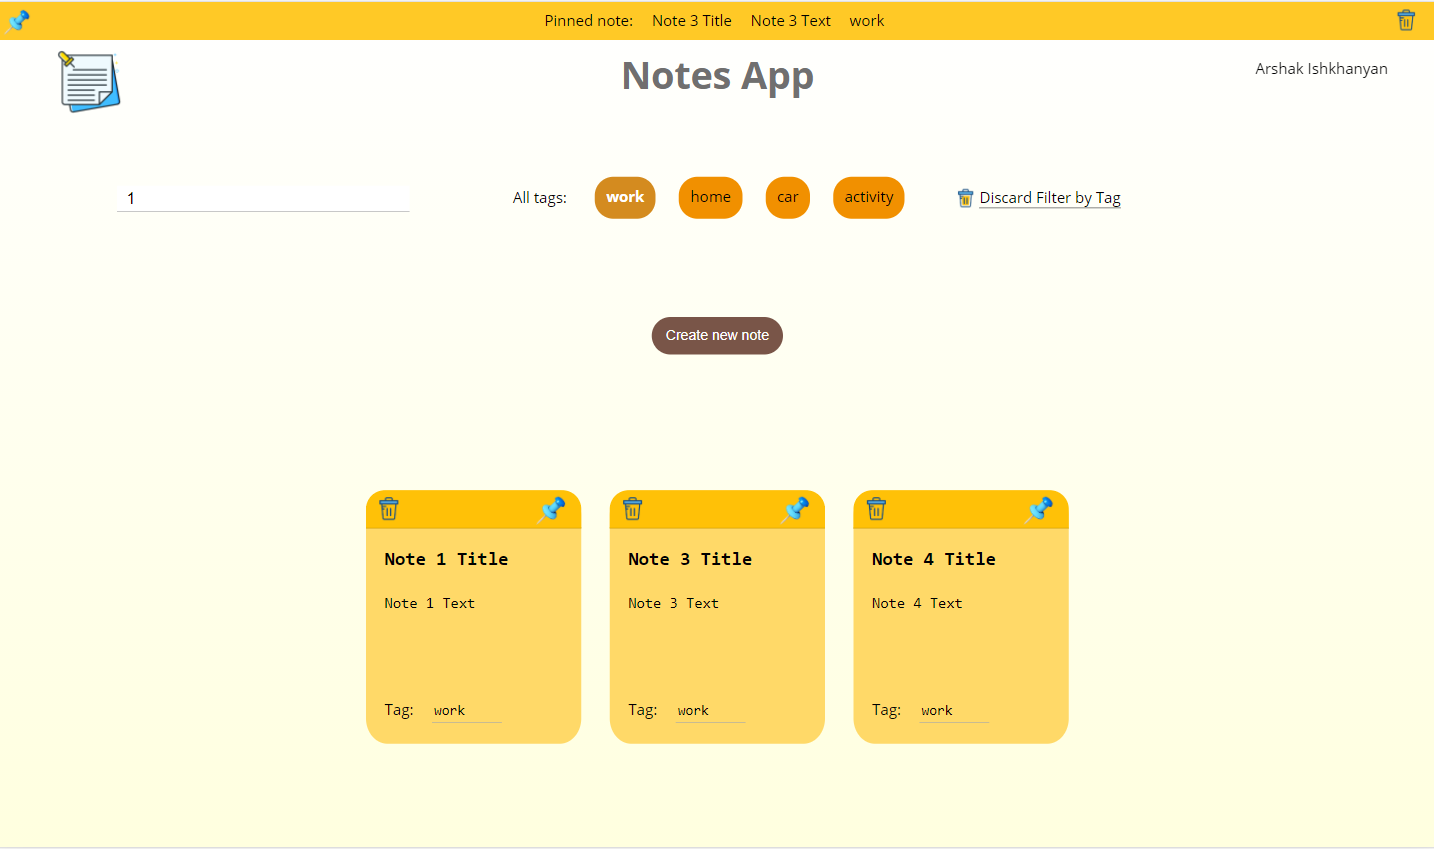 Pinned note: Note 3 Title Note 3 Text work
Notes App
Arshak Ishkhanyan
1
All tags: work home car activity Discard Filter by Tag
Create new note
Note 1 Title
Note 1 Text
Tag: work
Note 3 Title
Note 3 Text
Tag: work
Note 4 Title
Note 4 Text
Tag: work